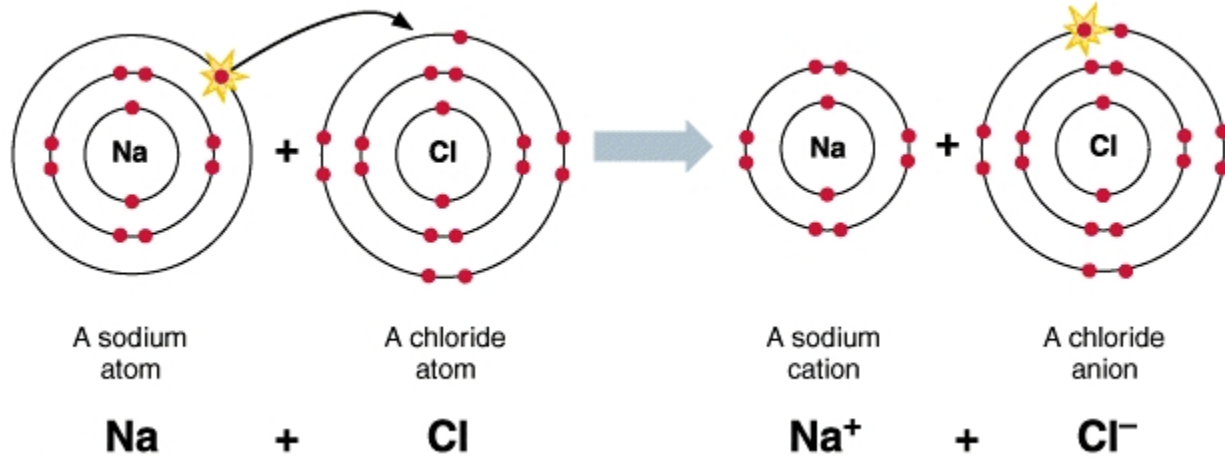 Na + Cl Na + Cl
A sodium atom
A chloride atom
A sodium cation
A chloride anion
Na + Cl Na⁺ + Cl⁻